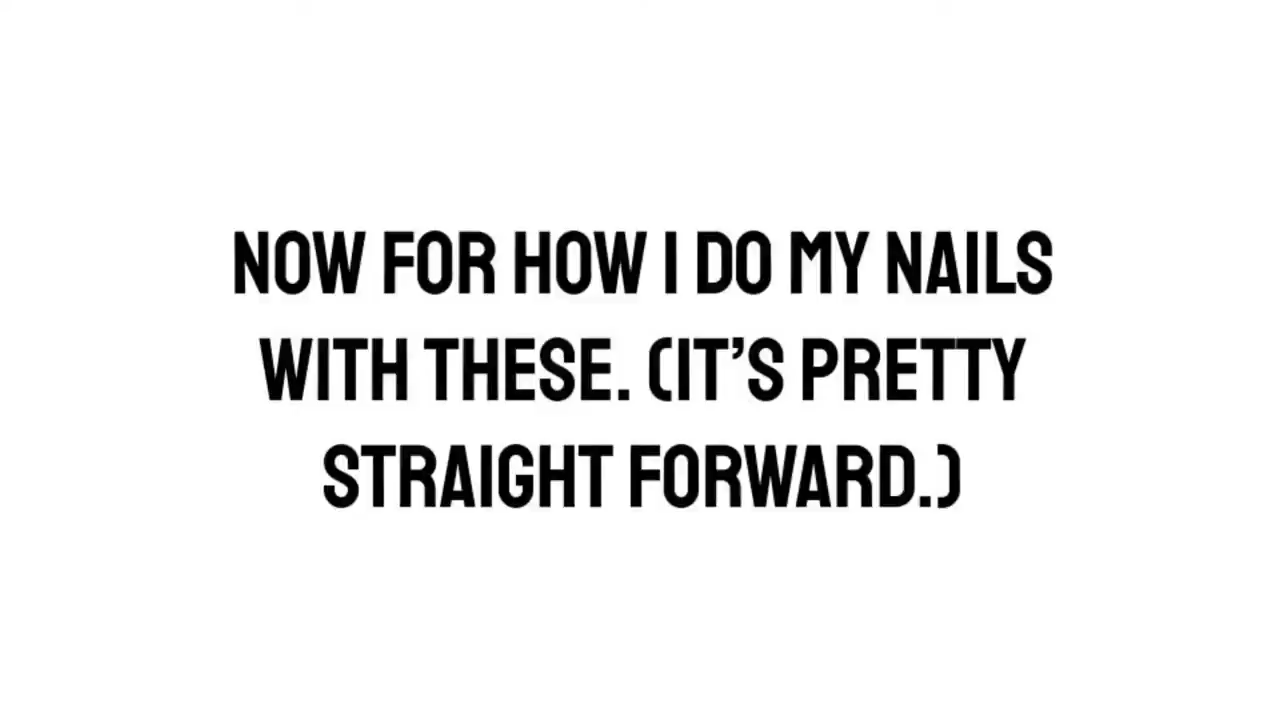 NOW FOR HOW I DO MY NAILS
WITH THESE. (IT’S PRETTY
STRAIGHT FORWARD.)